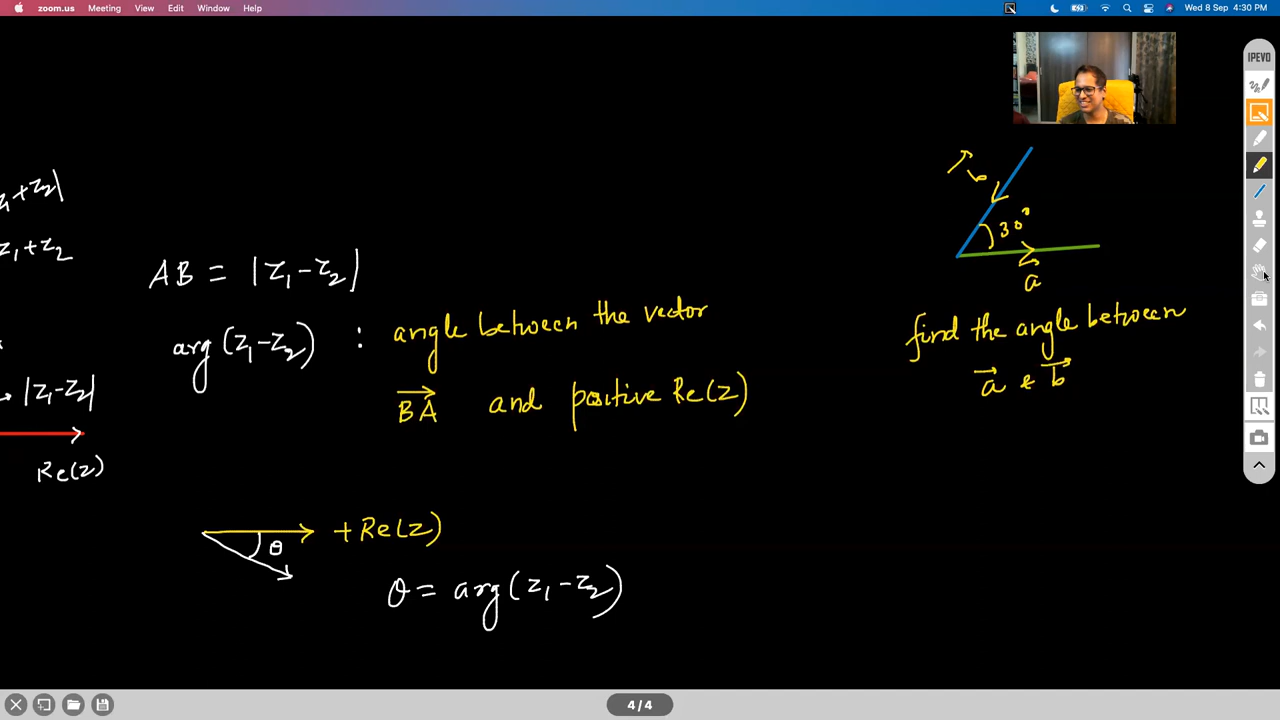 zoom.us Meeting View Edit Window Help
Wed 8 Sep 4:30 PM
IPEVO
z₁+z₂|
z₁+z₂
AB = |z₁-z₂|
arg(z₁-z₂) : angle between the vector
BA and positive Re(z)
→ |z₁-z₂|
Re(z)
+Re(z)
θ
θ = arg(z₁-z₂)
b
30°
a
find the angle between
a & b
4/4